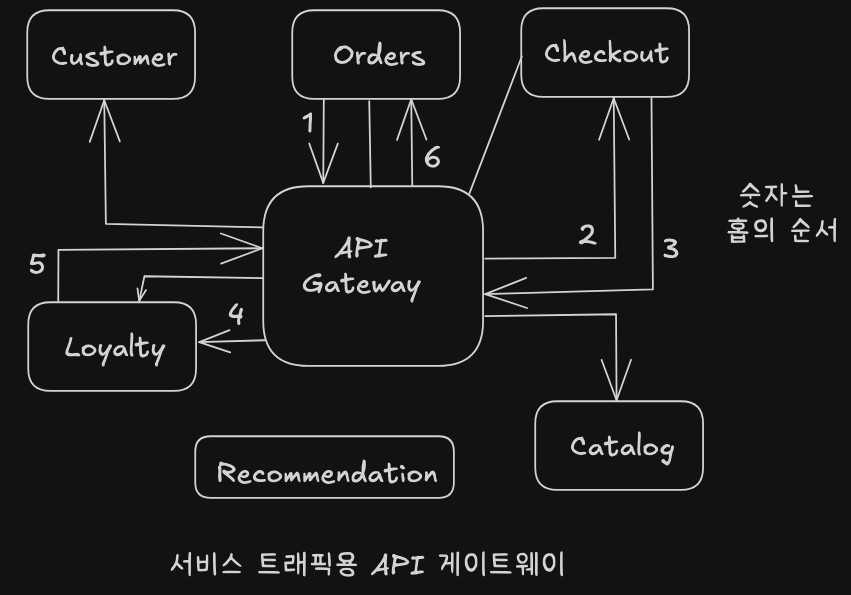 Customer
Orders
Checkout
1
6
숫자는
홉의 순서
2
3
API
Gateway
5
4
Loyalty
Catalog
Recommendation
서비스 트래픽용 API 게이트웨이